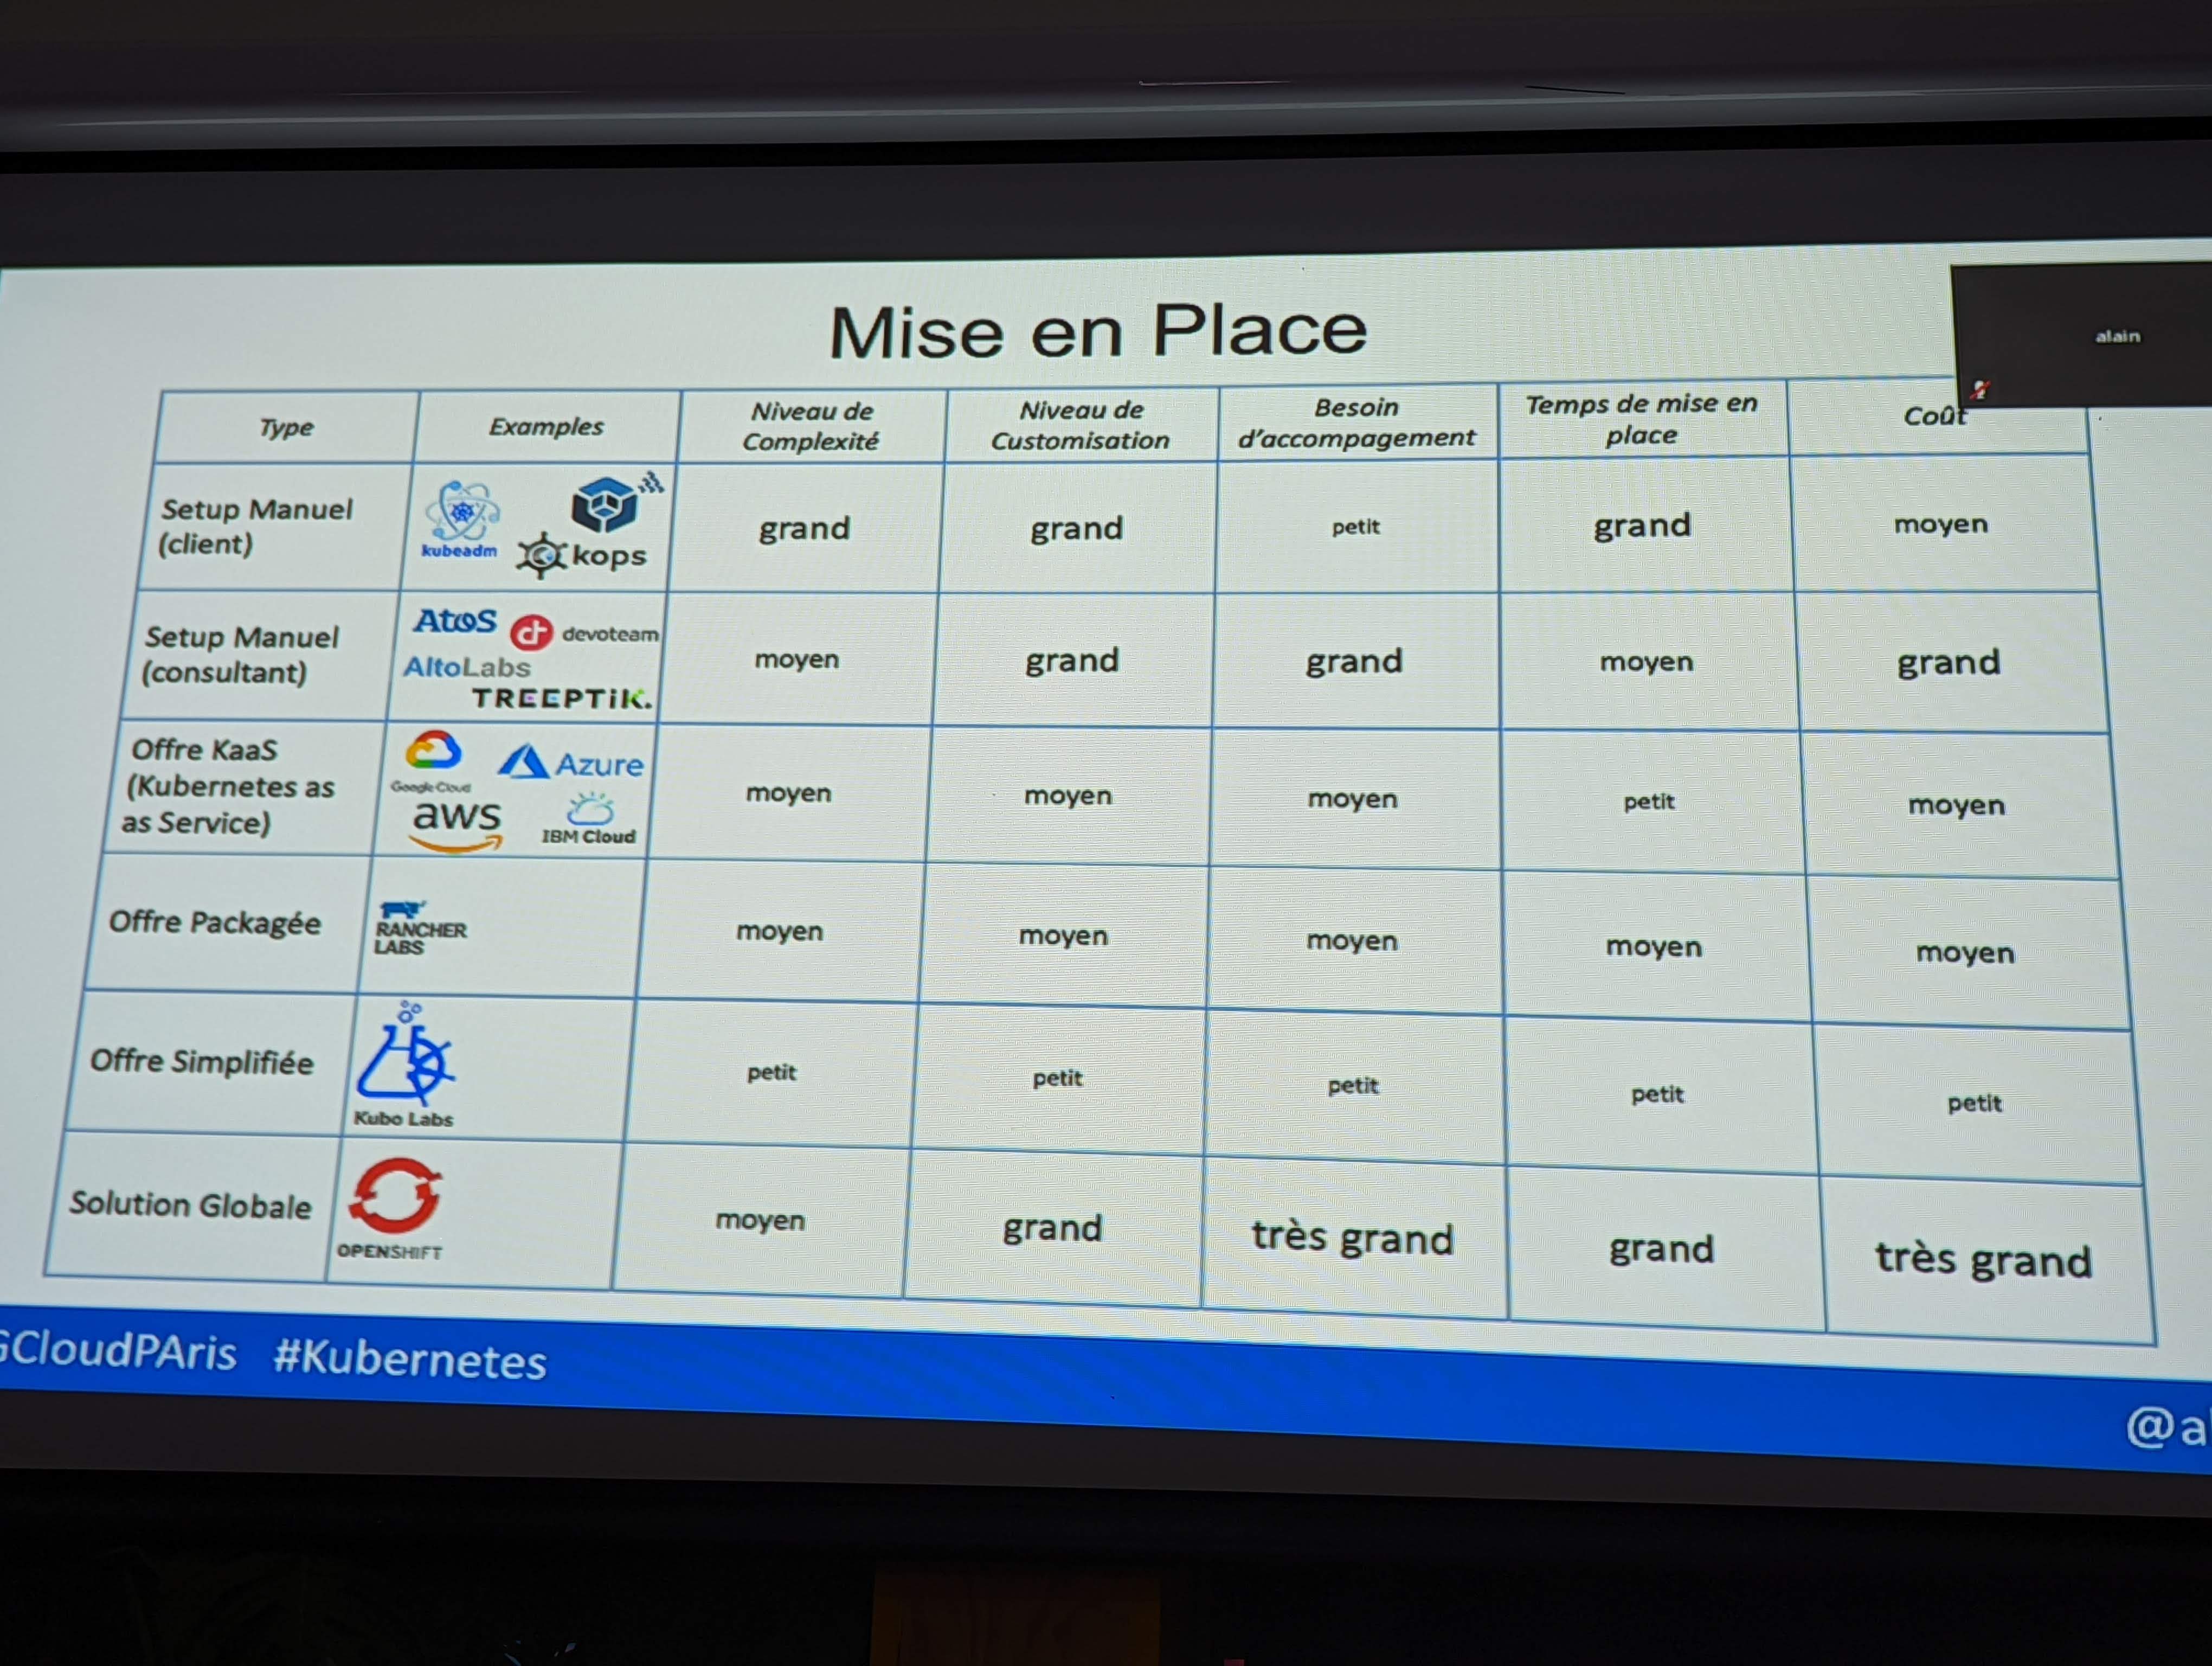 Mise en Place
alain
Type
Examples
Niveau de
Complexité
Niveau de
Customisation
Besoin
d'accompagement
Temps de mise en
place
Coût
Setup Manuel
(client)
kubeadm
kops
grand
grand
petit
grand
moyen
Setup Manuel
(consultant)
Atos
devoteam
AltoLabs
TREEPTiK.
moyen
grand
grand
moyen
grand
Offre KaaS
(Kubernetes as
as Service)
Google Cloud
Azure
aws
IBM Cloud
moyen
moyen
moyen
petit
moyen
Offre Packagée
RANCHER
LABS
moyen
moyen
moyen
moyen
moyen
Offre Simplifiée
Kubo Labs
petit
petit
petit
petit
petit
Solution Globale
OPENSHIFT
moyen
grand
très grand
grand
très grand
GCloudPAris #Kubernetes